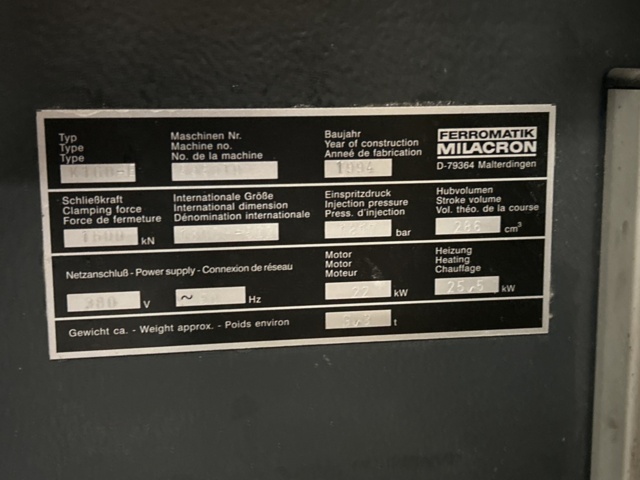 Typ
Type
Type
Maschinen Nr.
Machine no.
No. de la machine
Baujahr
Year of construction
Anneé de fabrication
1994
FERROMATIK
MILACRON
D-79364 Malterdingen
Schließkraft
Clamping force
Force de fermeture
kN
Internationale Größe
International dimension
Dénomination internationale
Einspritzdruck
Injection pressure
Press. d'injection
bar
Hubvolumen
Stroke volume
Vol. théo. de la course
286 cm³
Netzanschluß - Power supply - Connexion de réseau
380 V
~ Hz
Motor
Motor
Moteur
22 kW
Heizung
Heating
Chauffage
25,5 kW
Gewicht ca. - Weight approx. - Poids environ
t